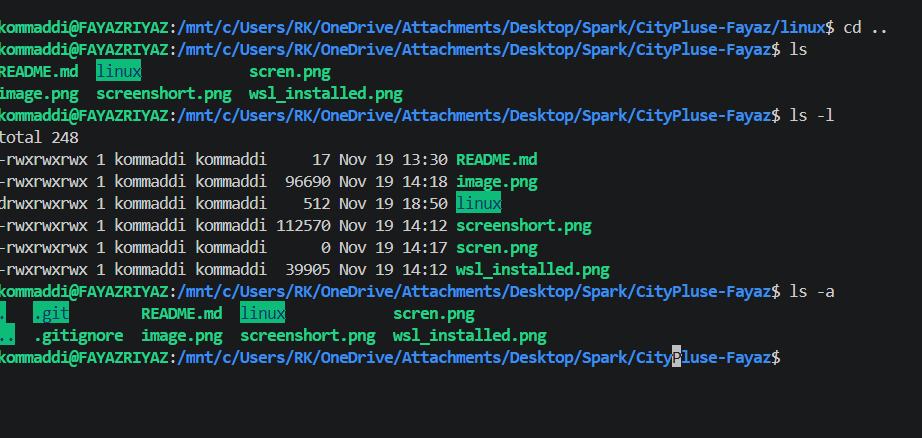 kommaddi@FAYAZRIYAZ:/mnt/c/Users/RK/OneDrive/Attachments/Desktop/Spark/CityPluse-Fayaz/linux$ cd ..
kommaddi@FAYAZRIYAZ:/mnt/c/Users/RK/OneDrive/Attachments/Desktop/Spark/CityPluse-Fayaz$ ls
README.md  linux            scren.png
image.png  screenshort.png  wsl_installed.png
kommaddi@FAYAZRIYAZ:/mnt/c/Users/RK/OneDrive/Attachments/Desktop/Spark/CityPluse-Fayaz$ ls -l
total 248
-rwxrwxrwx 1 kommaddi kommaddi     17 Nov 19 13:30 README.md
-rwxrwxrwx 1 kommaddi kommaddi  96690 Nov 19 14:18 image.png
drwxrwxrwx 1 kommaddi kommaddi    512 Nov 19 18:50 linux
-rwxrwxrwx 1 kommaddi kommaddi 112570 Nov 19 14:12 screenshort.png
-rwxrwxrwx 1 kommaddi kommaddi      0 Nov 19 14:17 scren.png
-rwxrwxrwx 1 kommaddi kommaddi  39905 Nov 19 14:12 wsl_installed.png
kommaddi@FAYAZRIYAZ:/mnt/c/Users/RK/OneDrive/Attachments/Desktop/Spark/CityPluse-Fayaz$ ls -a
.   .git        README.md  linux            scren.png
..  .gitignore  image.png  screenshort.png  wsl_installed.png
kommaddi@FAYAZRIYAZ:/mnt/c/Users/RK/OneDrive/Attachments/Desktop/Spark/CityPluse-Fayaz$